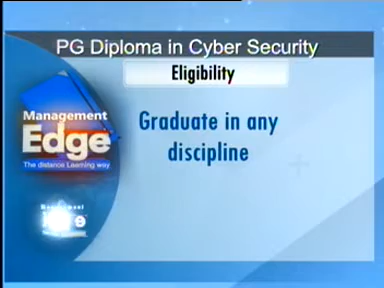 PG Diploma in Cyber Security
Eligibility
Graduate in any
discipline
Management
Edge
The distance Learning way